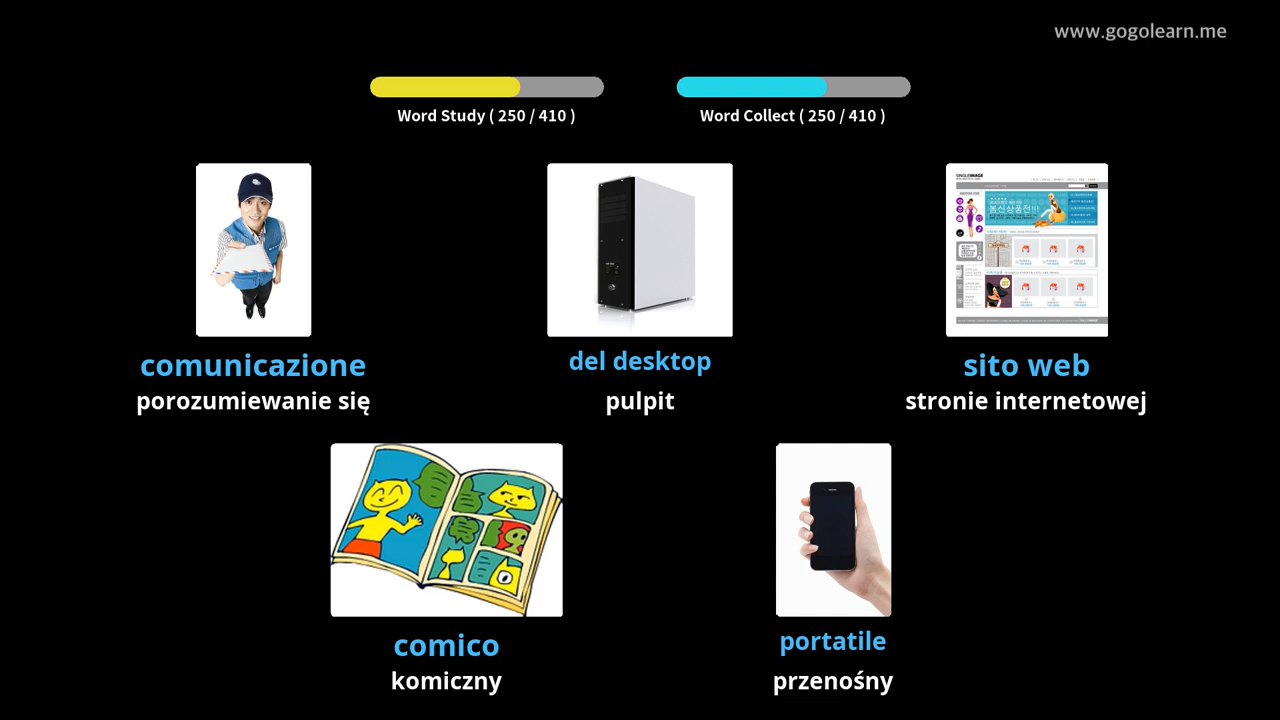 www.gogolearn.me
Word Study ( 250 / 410 )
Word Collect ( 250 / 410 )
comunicazione
porozumiewanie się
del desktop
pulpit
sito web
stronie internetowej
comico
komiczny
portatile
przenośny